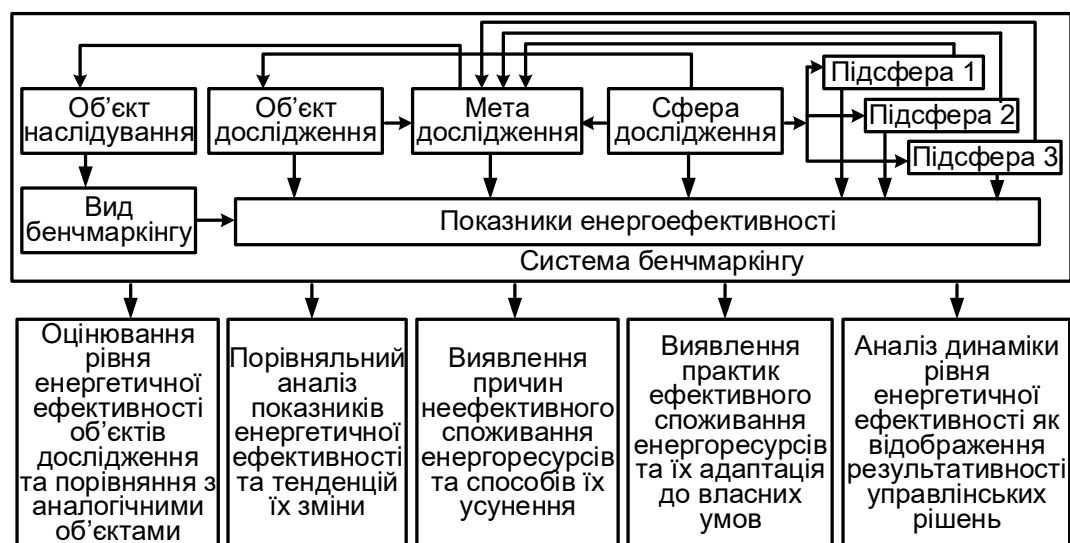 Об’єкт
наслідування
Об’єкт
дослідження
Мета
дослідження
Сфера
дослідження
Підсфера 1
Підсфера 2
Підсфера 3
Вид
бенчмаркінгу
Показники енергоефективності
Система бенчмаркінгу
Оцінювання
рівня
енергетичної
ефективності
об’єктів
дослідження
та порівняння з
аналогічними
об’єктами
Порівняльний
аналіз
показників
енергетичної
ефективності
та тенденцій
їх зміни
Виявлення
причин
неефективного
споживання
енергоресурсів
та способів їх
усунення
Виявлення
практик
ефективного
споживання
енергоресурсів
та їх адаптація
до власних
умов
Аналіз динаміки
рівня
енергетичної
ефективності як
відображення
результативності
управлінських
рішень